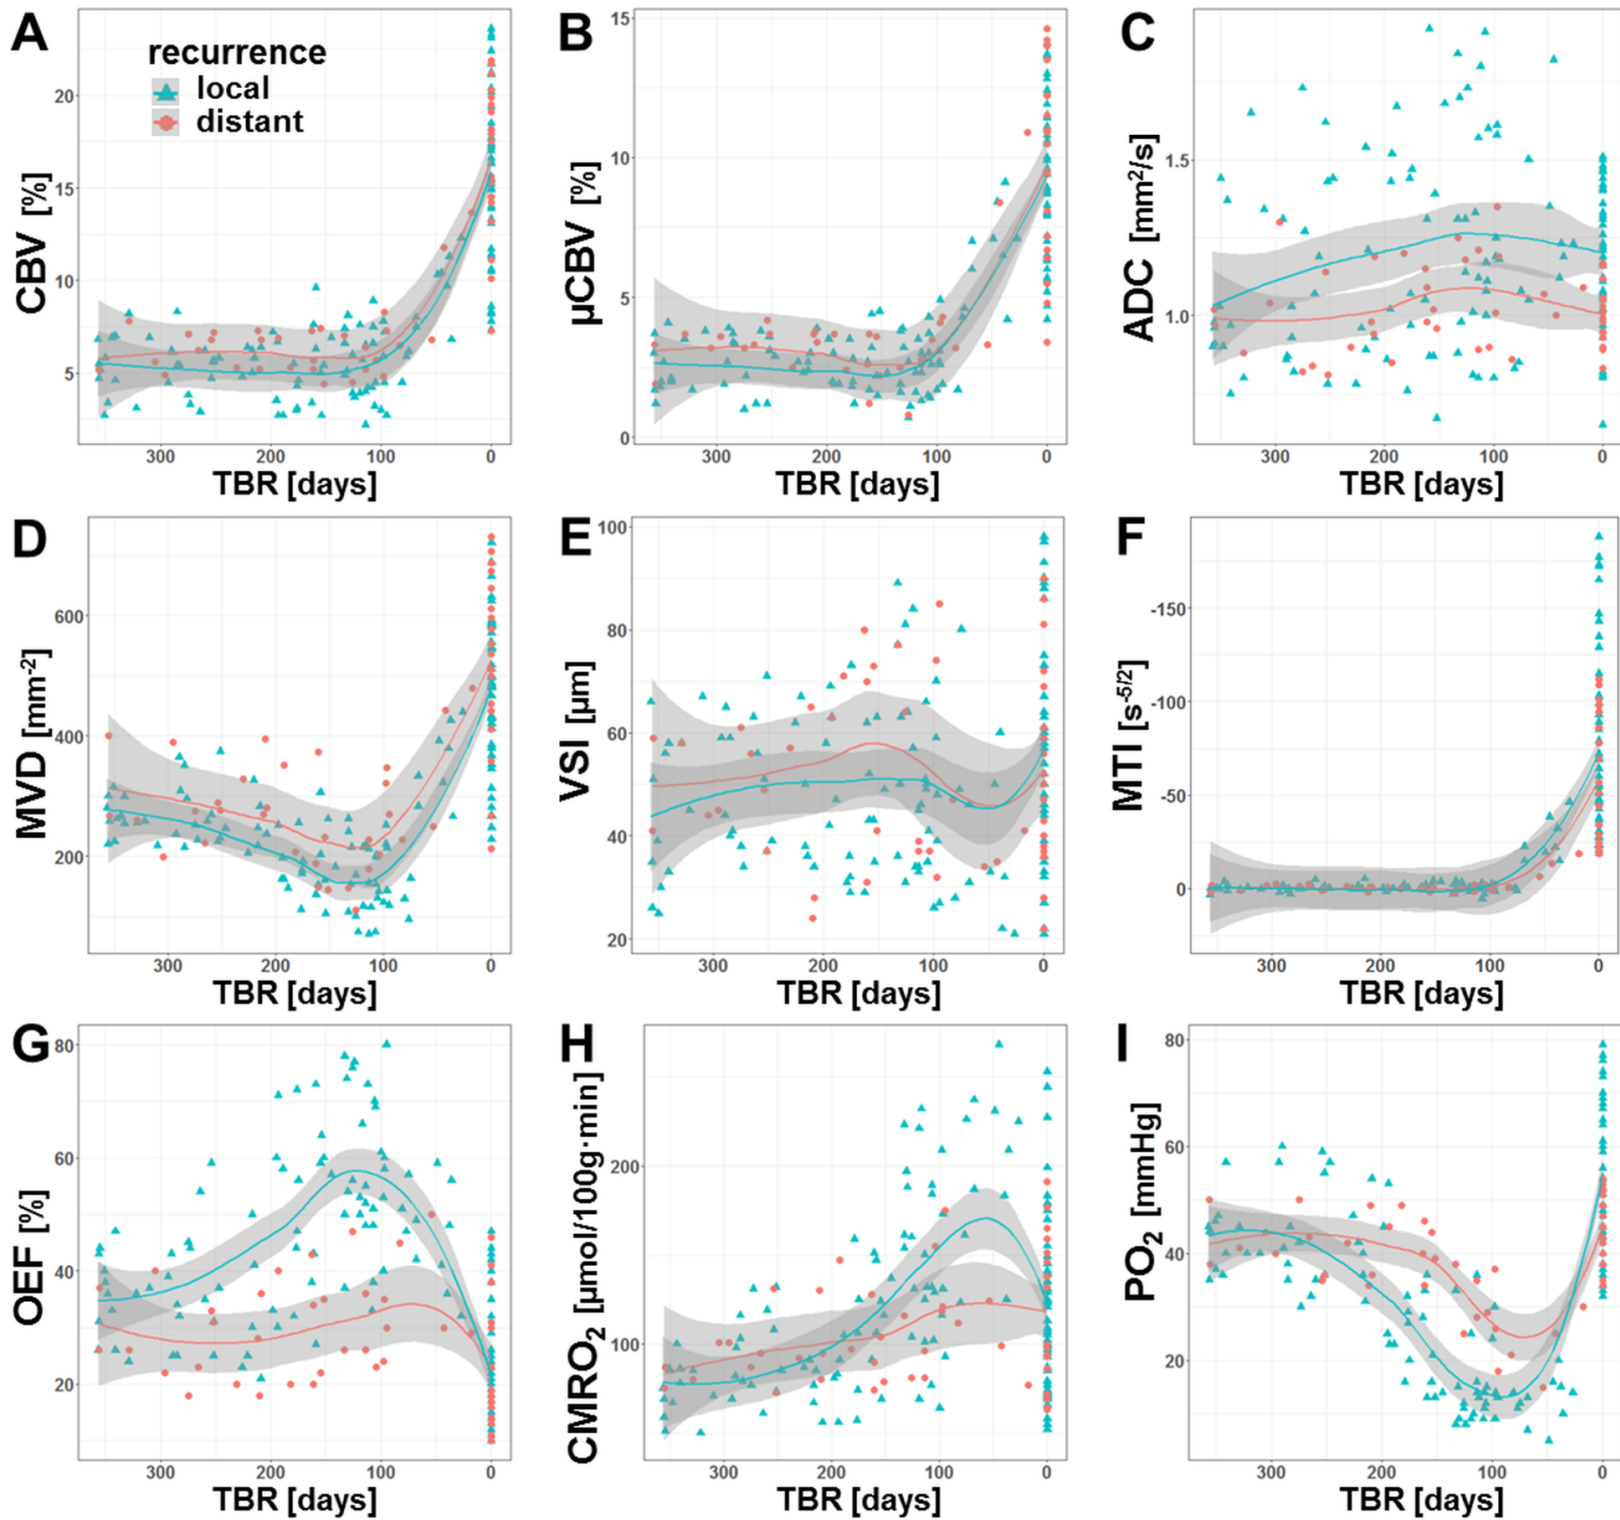 A
recurrence
local
distant
CBV [%]
20
15
10
5
300 200 100 0
TBR [days]
B
µCBV [%]
15
10
5
0
300 200 100 0
TBR [days]
C
ADC [mm²/s]
1.5
1.0
300 200 100 0
TBR [days]
D
MVD [mm⁻²]
600
400
200
300 200 100 0
TBR [days]
E
VSI [µm]
100
80
60
40
20
300 200 100 0
TBR [days]
F
MTI [s⁻⁵ᐟ²]
-150
-100
-50
0
300 200 100 0
TBR [days]
G
OEF [%]
80
60
40
20
300 200 100 0
TBR [days]
H
CMRO₂ [µmol/100g·min]
200
100
300 200 100 0
TBR [days]
I
PO₂ [mmHg]
80
60
40
20
300 200 100 0
TBR [days]